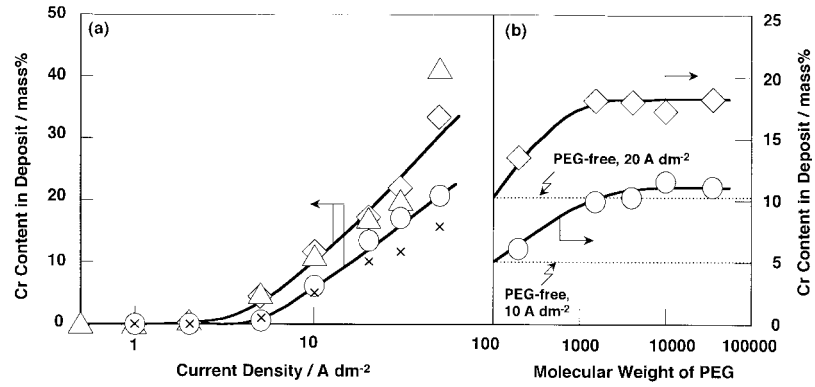 (a)
(b)
50
40
30
20
10
0
Cr Content in Deposit / mass%
1
10
100
Current Density / A dm-2
PEG-free, 20 A dm-2
PEG-free,
10 A dm-2
1000
10000
100000
Molecular Weight of PEG
25
20
15
10
5
0
Cr Content in Deposit / mass%